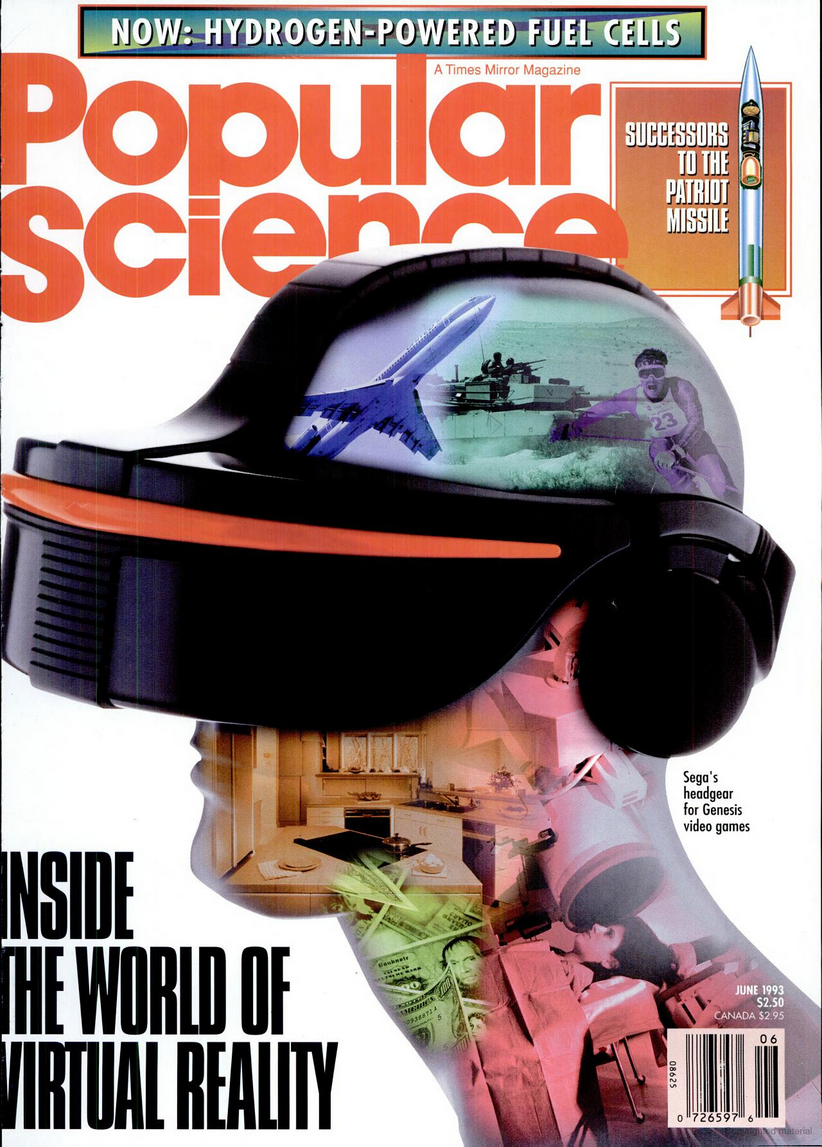 NOW: HYDROGEN-POWERED FUEL CELLS
A Times Mirror Magazine
Popular
Science
SUCCESSORS
TO THE
PATRIOT
MISSILE
23
Sega's
headgear
for Genesis
video games
INSIDE
THE WORLD OF
VIRTUAL REALITY
JUNE 1993
$2.50
CANADA $2.95
06
08625
0 726597 6